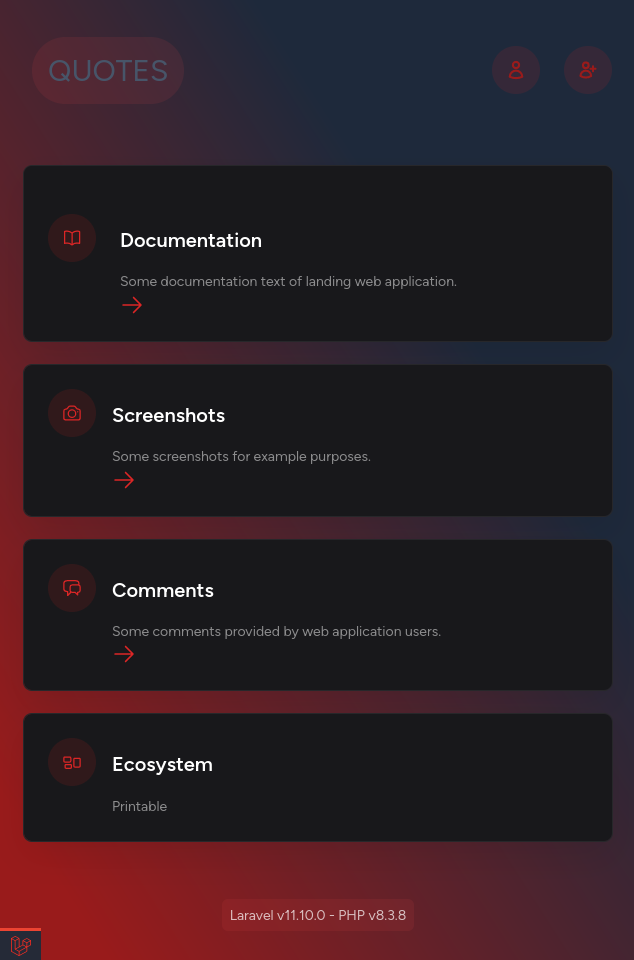 QUOTES
Documentation
Some documentation text of landing web application.
Screenshots
Some screenshots for example purposes.
Comments
Some comments provided by web application users.
Ecosystem
Printable
Laravel v11.10.0 - PHP v8.3.8